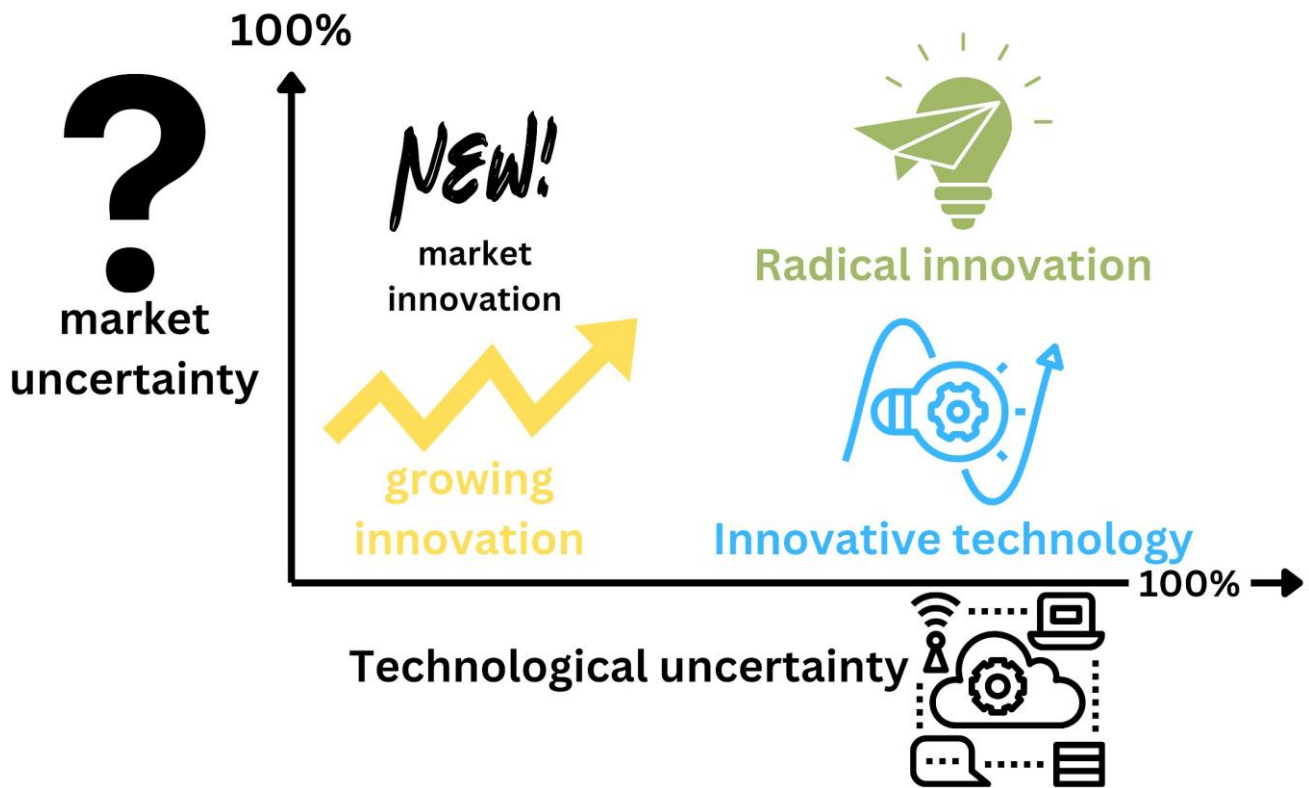 100%
NEW!
market
innovation
Radical innovation
market
uncertainty
growing
innovation
Innovative technology
100%
Technological uncertainty